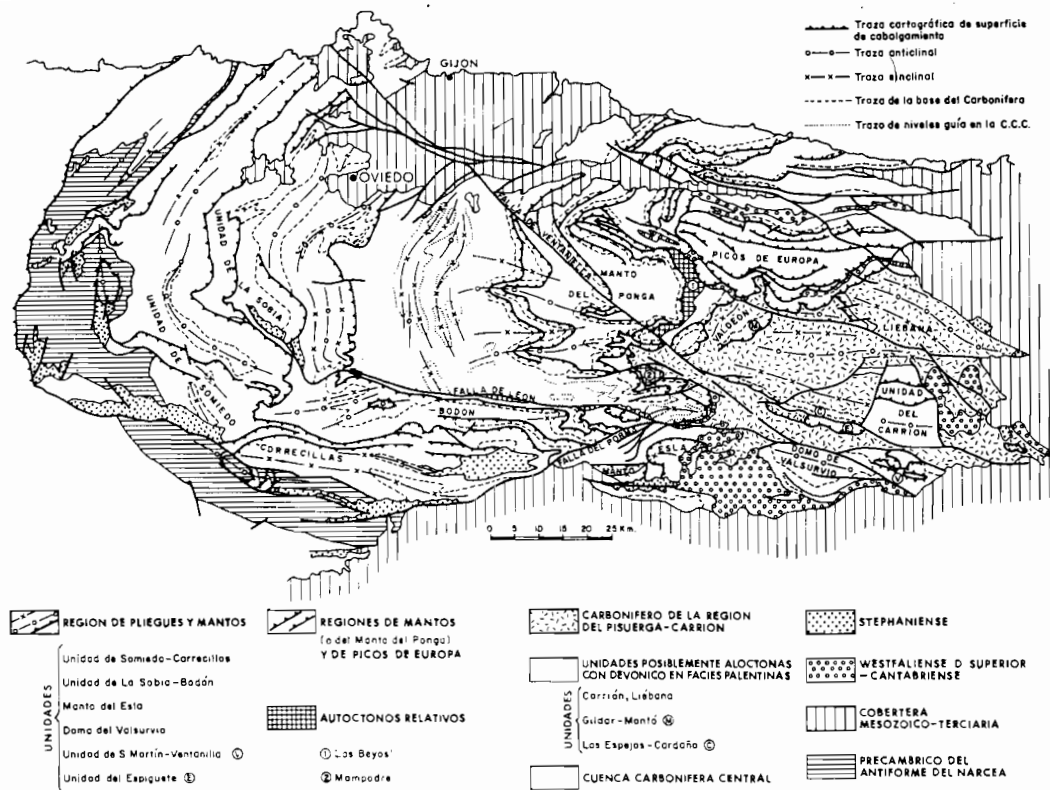 Traza cartográfica de superficie
de cabalgamiento
Traza anticlinal
Traza sinclinal
Traza de la base del Carbonifera
Trazo de niveles guía en la C.C.C.
GIJON
OVIEDO
UNIDAD DE LA SOBIA
UNIDAD DE SOMIEDO
VENTANIELLA
MANTO
DEL PONGA
PICOS DE EUROPA
VALDEON
LIEBANA
FALLA DE LEON
BODON
CORRECILLAS
FALLA DEL PORMA
MANTO
ESLA
DOMO DE
VALSURVIO
UNIDAD
DEL
CARRION
0 5 10 15 20 25 Km.
REGION DE PLIEGUES Y MANTOS
UNIDADES
Unidad de Somiedo-Correcillas
Unidad de La Sobia-Bodón
Manto del Esla
Domo del Valsurvio
Unidad de S Martín-Ventanilla V
Unidad del Espiguete E
REGIONES DE MANTOS
(o del Manto del Ponga)
Y DE PICOS DE EUROPA
AUTOCTONOS RELATIVOS
1 Los Beyos
2 Mampodre
CARBONIFERO DE LA REGION
DEL PISUERGA-CARRION
UNIDADES POSIBLEMENTE ALOCTONAS
CON DEVONICO EN FACIES PALENTINAS
UNIDADES
Carrión, Liébana
Gildar-Montó M
Los Espejos-Cardaño C
CUENCA CARBONIFERA CENTRAL
STEPHANIENSE
WESTFALIENSE D SUPERIOR
-CANTABRIENSE
COBERTERA
MESOZOICO-TERCIARIA
PRECAMBRICO DEL
ANTIFORME DEL NARCEA